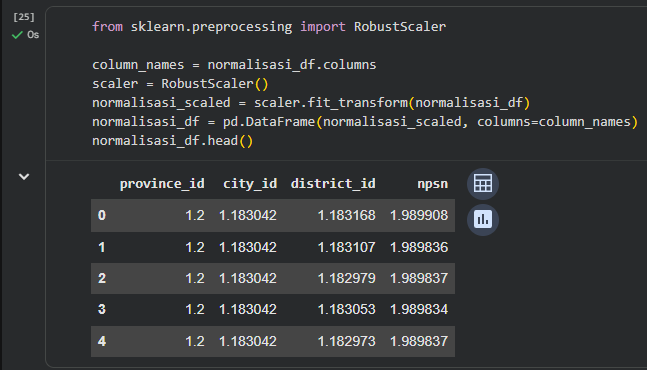 [25]
0s
from sklearn.preprocessing import RobustScaler
column_names = normalisasi_df.columns
scaler = RobustScaler()
normalisasi_scaled = scaler.fit_transform(normalisasi_df)
normalisasi_df = pd.DataFrame(normalisasi_scaled, columns=column_names)
normalisasi_df.head()
province_id city_id district_id npsn
0 1.2 1.183042 1.183168 1.989908
1 1.2 1.183042 1.183107 1.989836
2 1.2 1.183042 1.182979 1.989837
3 1.2 1.183042 1.183053 1.989834
4 1.2 1.183042 1.182973 1.989837